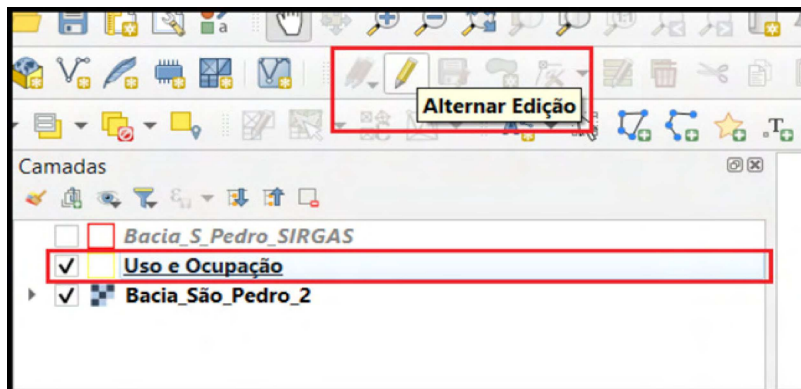 Alternar Edição
Camadas
Bacia_S_Pedro_SIRGAS
Uso e Ocupação
Bacia_São_Pedro_2